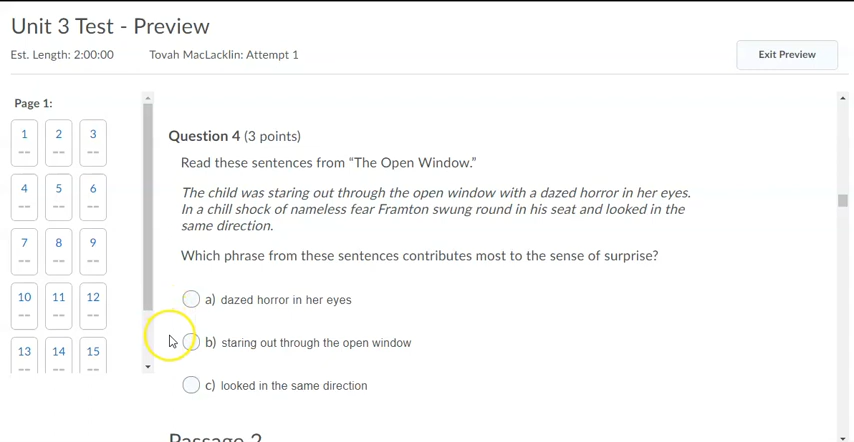 Unit 3 Test - Preview
Est. Length: 2:00:00 Tovah MacLacklin: Attempt 1
Exit Preview
Page 1:
1 2 3
-- -- --
4 5 6
-- -- --
7 8 9
-- -- --
10 11 12
-- -- --
13 14 15
-- -- --
Question 4 (3 points)
Read these sentences from “The Open Window.”
The child was staring out through the open window with a dazed horror in her eyes.
In a chill shock of nameless fear Framton swung round in his seat and looked in the
same direction.
Which phrase from these sentences contributes most to the sense of surprise?
a) dazed horror in her eyes
b) staring out through the open window
c) looked in the same direction
Passage 2